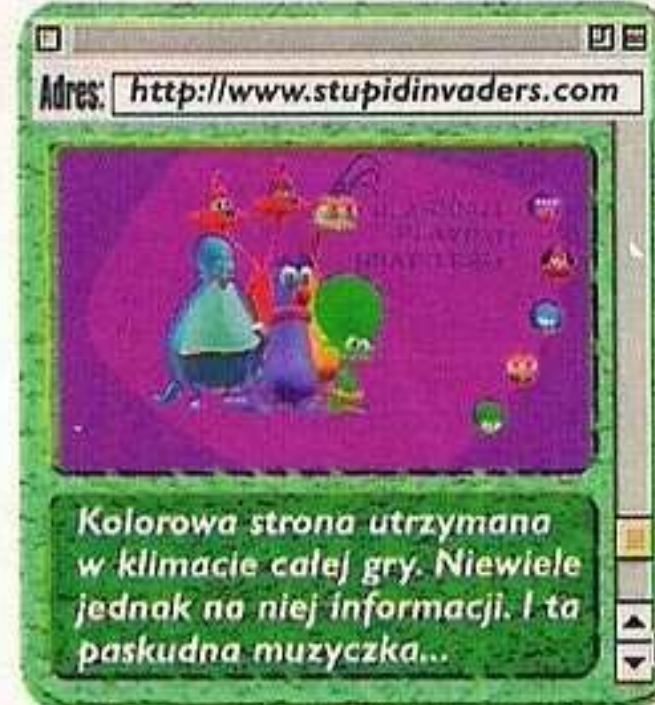 Adres: http://www.stupidinvaders.com
Kolorowa strona utrzymana
w klimacie całej gry. Niewiele
jednak na niej informacji. I ta
paskudna muzyczka...